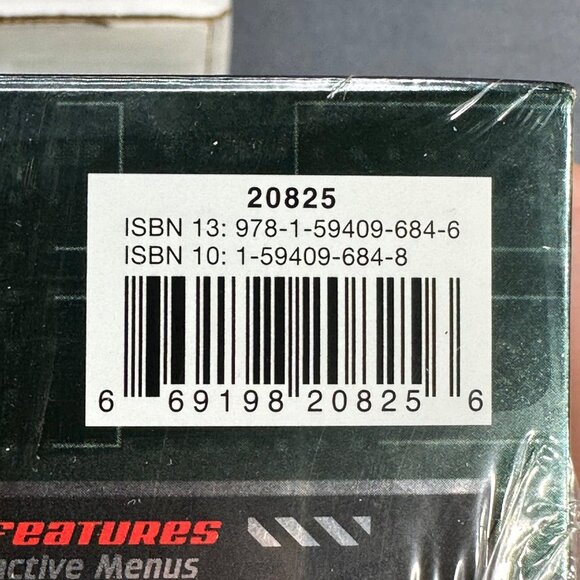 20825
ISBN 13: 978-1-59409-684-6
ISBN 10: 1-59409-684-8
6 69198 20825 6
Features
active Menus